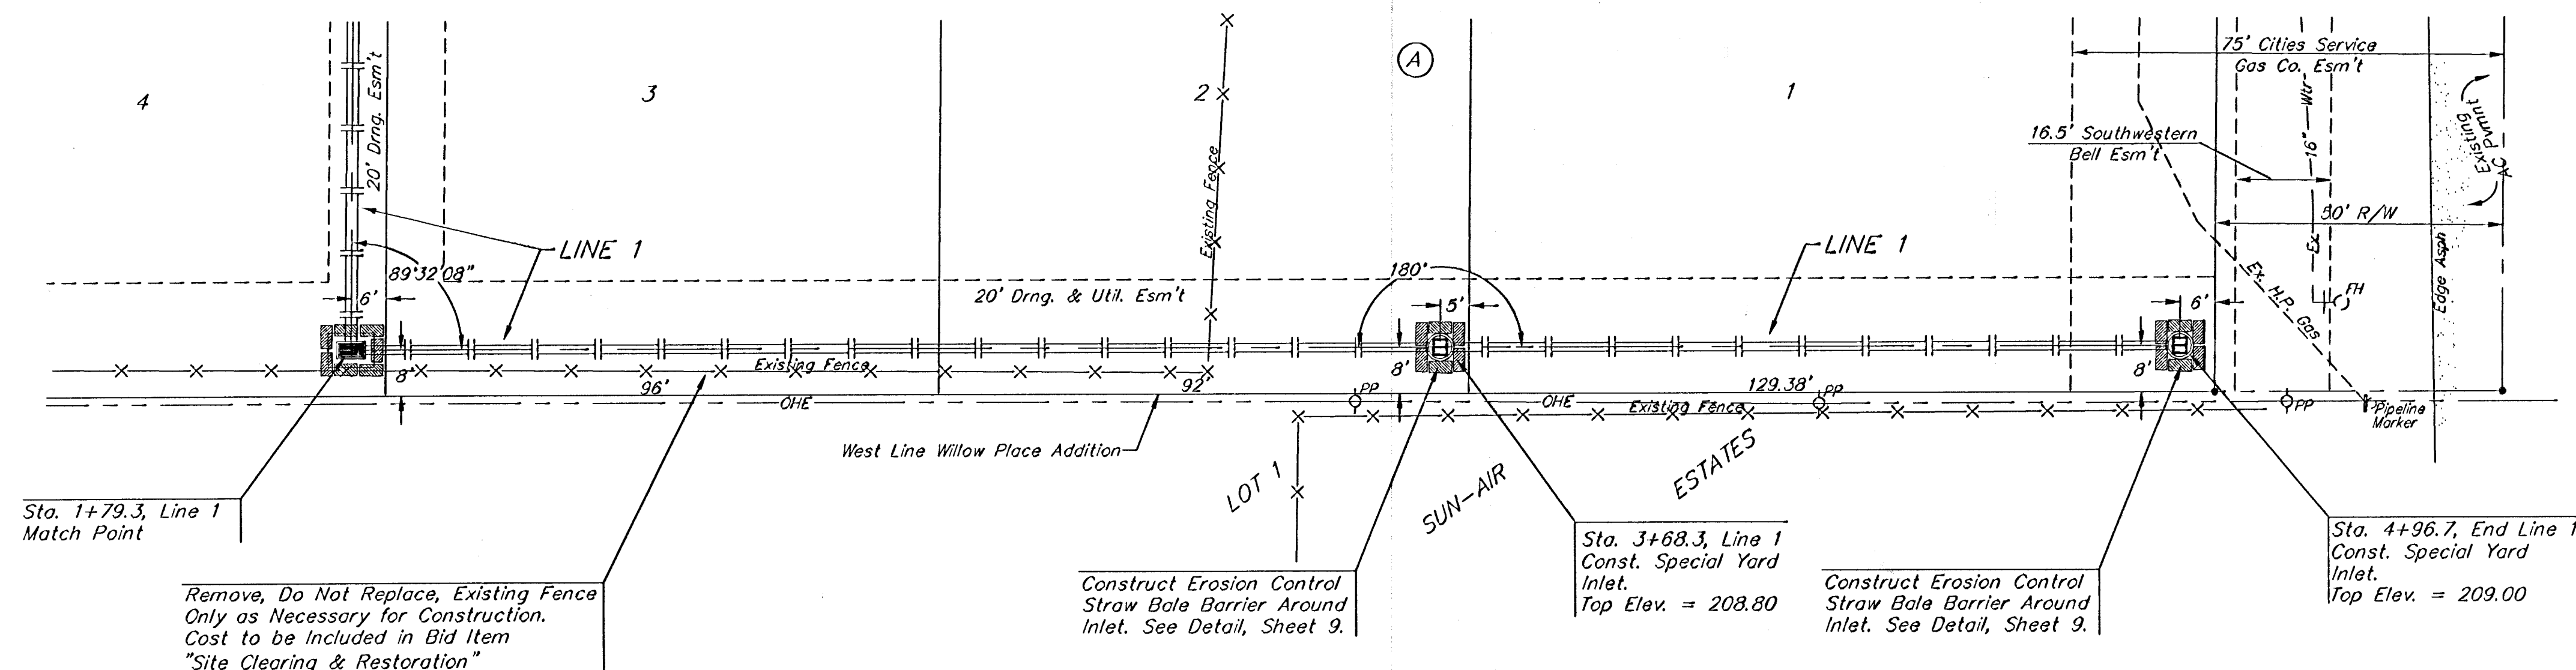 4
3
2
A
1
20' Drng. Esm't
Existing Fence
75' Cities Service
Gas Co. Esm't
16" Wtr
Ex
16.5' Southwestern
Bell Esm't
Existing
AC Pvmnt
50' R/W
Edge Asph
LINE 1
LINE 1
89°32'08"
180°
20' Drng. & Util. Esm't
6'
5'
6'
Ex. H.P. Gas
FH
8'
8'
8'
Existing Fence
96'
92'
129.38'
OHE
PP
OHE
Existing Fence
PP
PP
Pipeline
Marker
West Line Willow Place Addition
LOT 1
SUN-AIR
ESTATES
Sta. 1+79.3, Line 1
Match Point
Remove, Do Not Replace, Existing Fence
Only as Necessary for Construction.
Cost to be Included in Bid Item
"Site Clearing & Restoration"
Construct Erosion Control
Straw Bale Barrier Around
Inlet. See Detail, Sheet 9.
Sta. 3+68.3, Line 1
Const. Special Yard
Inlet.
Top Elev. = 208.80
Construct Erosion Control
Straw Bale Barrier Around
Inlet. See Detail, Sheet 9.
Sta. 4+96.7, End Line 1
Const. Special Yard
Inlet.
Top Elev. = 209.00